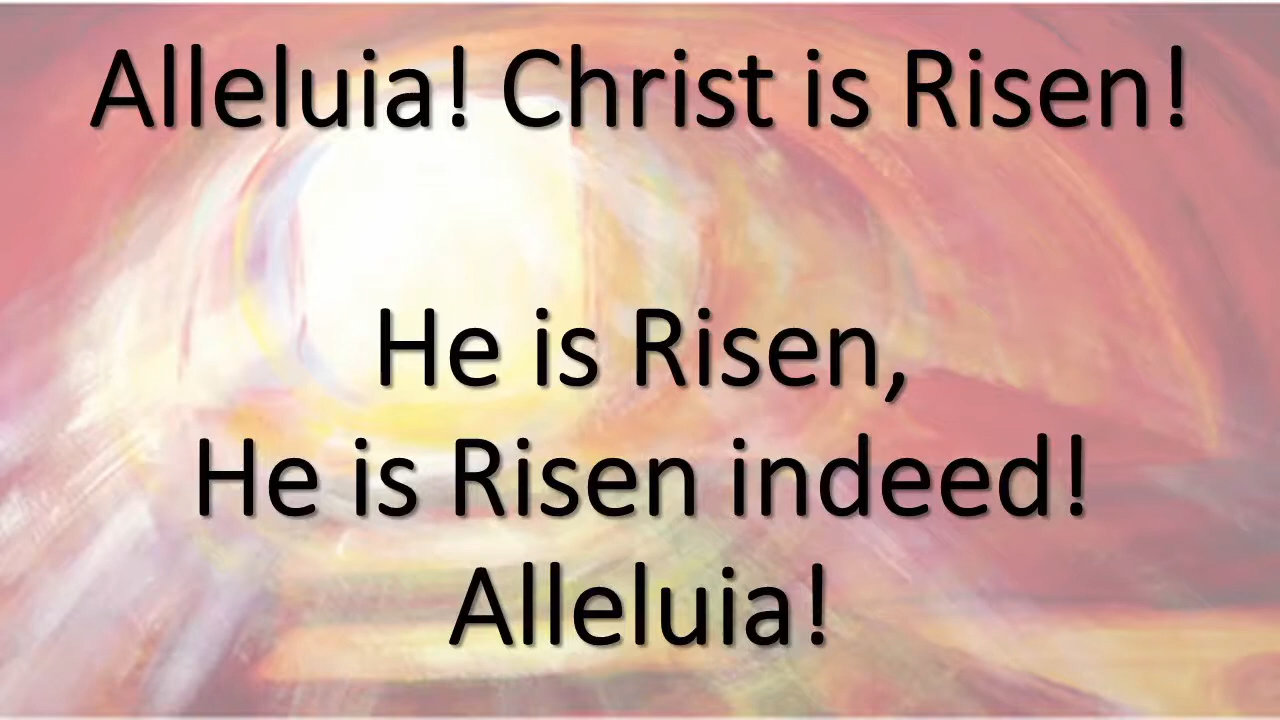 Alleluia! Christ is Risen!
He is Risen,
He is Risen indeed!
Alleluia!